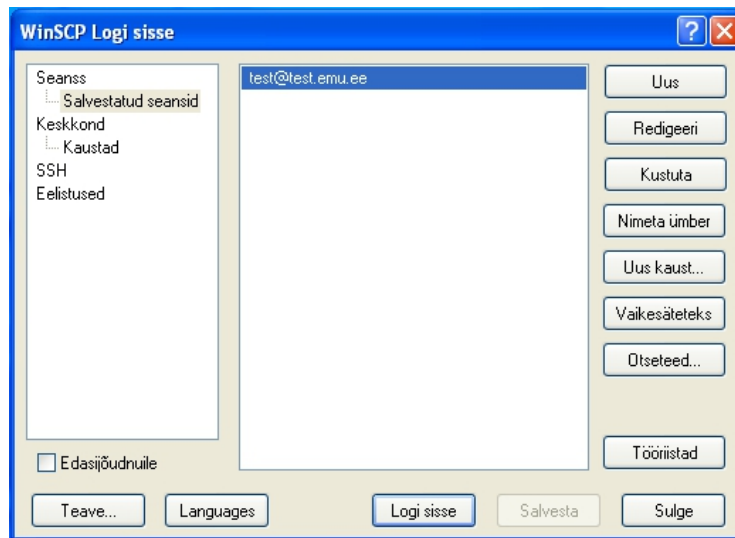 WinSCP Logi sisse
Seanss
Salvestatud seansid
Keskkond
Kaustad
SSH
Eelistused
test@test.emu.ee
Uus
Redigeeri
Kustuta
Nimeta ümber
Uus kaust...
Vaikesäteteks
Otseteed...
Tööriistad
Edasijõudnuile
Teave...
Languages
Logi sisse
Salvesta
Sulge